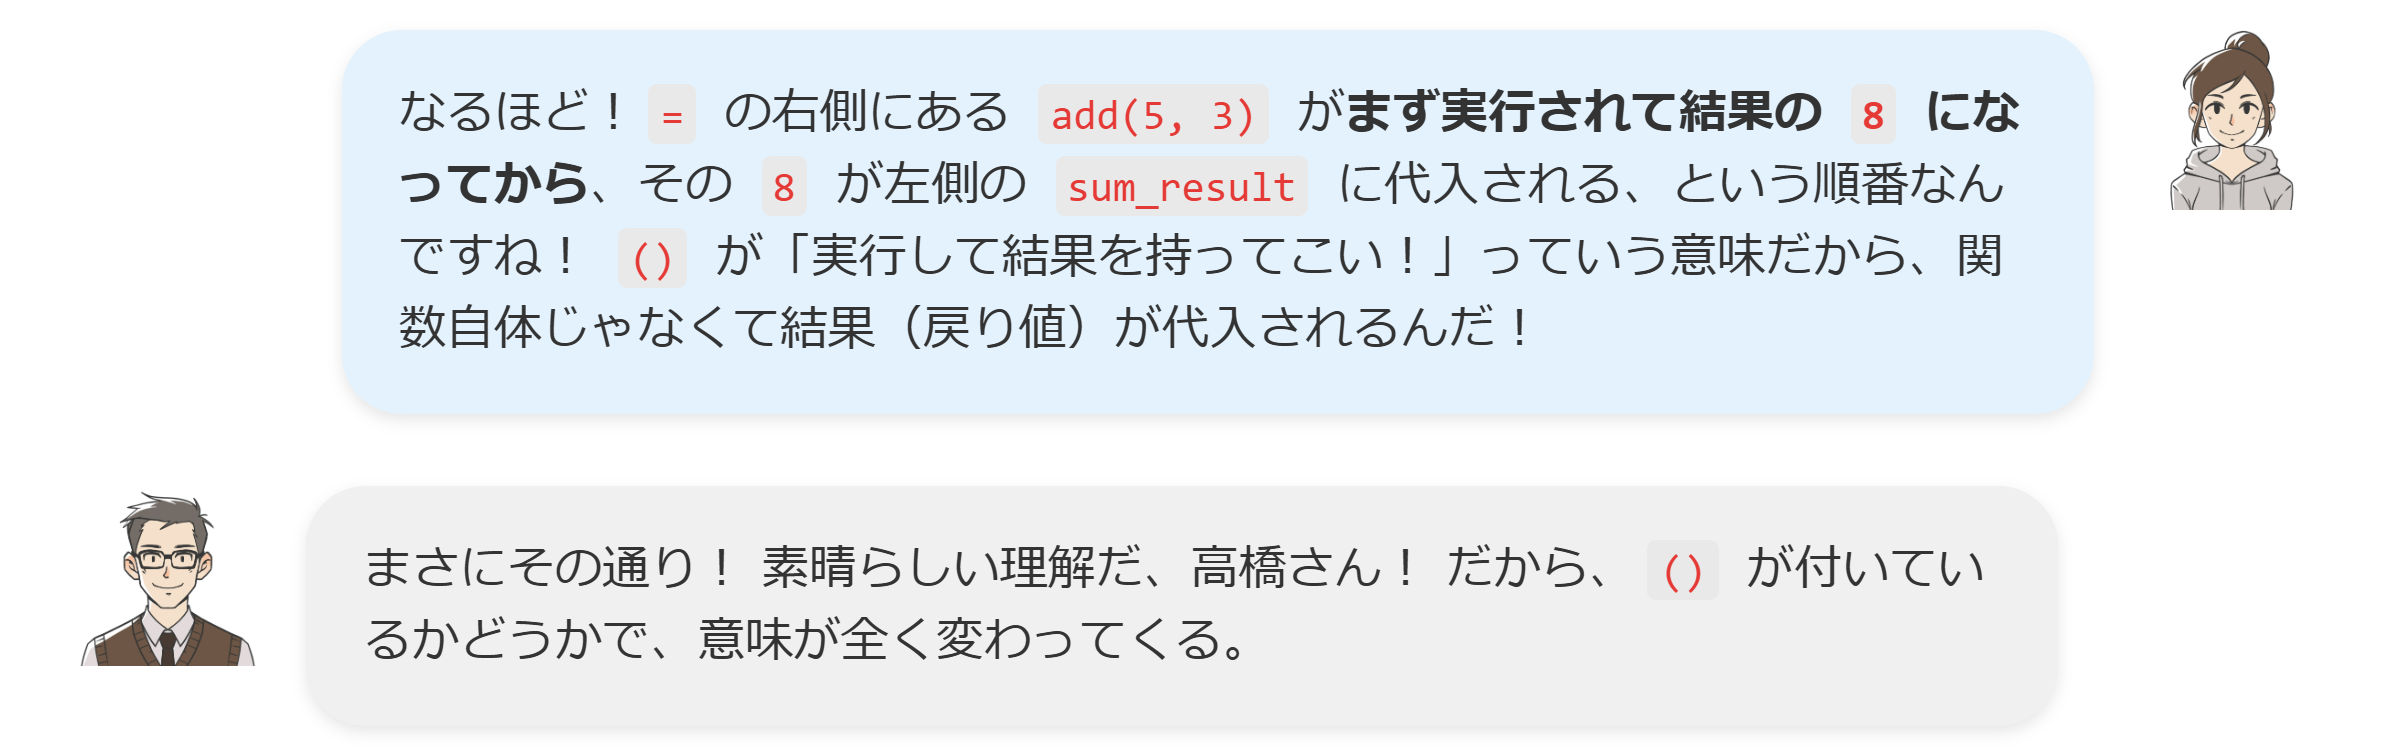 なるほど！ = の右側にある add(5, 3) がまず実行されて結果の 8 にな
ってから、その 8 が左側の sum_result に代入される、という順番なん
ですね！ () が「実行して結果を持ってこい！」っていう意味だから、関
数自体じゃなくて結果（戻り値）が代入されるんだ！
まさにその通り！ 素晴らしい理解だ、高橋さん！ だから、 () が付いてい
るかどうかで、意味が全く変わってくる。